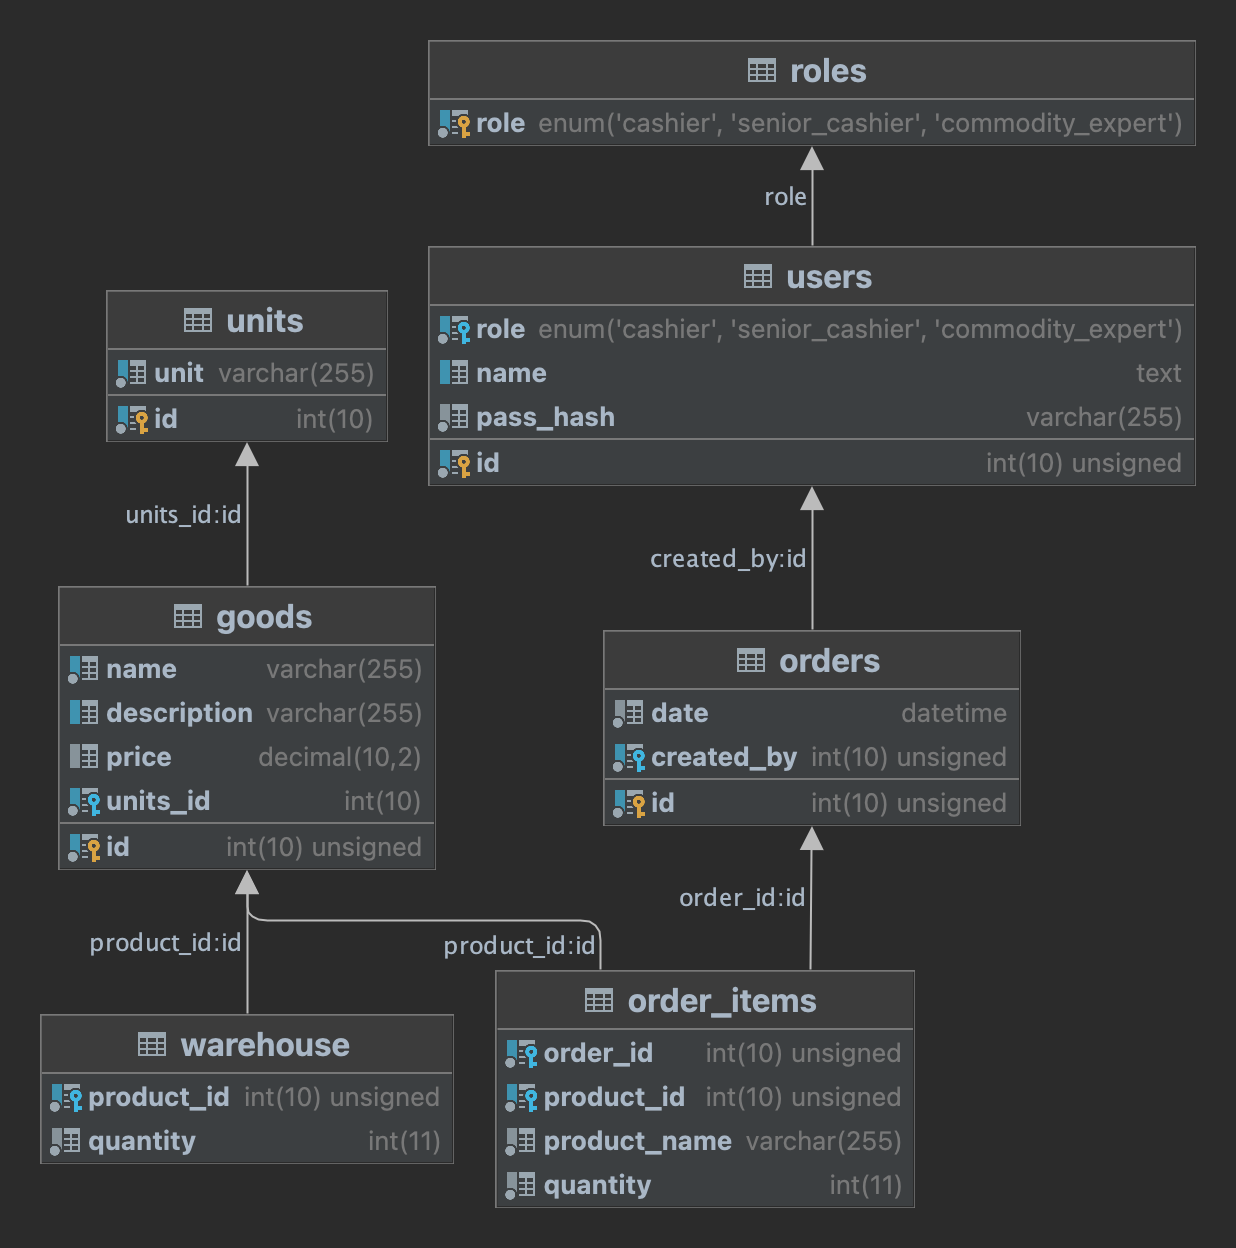 roles
role enum('cashier', 'senior_cashier', 'commodity_expert')
role
users
role enum('cashier', 'senior_cashier', 'commodity_expert')
name text
pass_hash varchar(255)
id int(10) unsigned
units
unit varchar(255)
id int(10)
units_id:id
created_by:id
goods
name varchar(255)
description varchar(255)
price decimal(10,2)
units_id int(10)
id int(10) unsigned
orders
date datetime
created_by int(10) unsigned
id int(10) unsigned
product_id:id
product_id:id
order_id:id
warehouse
product_id int(10) unsigned
quantity int(11)
order_items
order_id int(10) unsigned
product_id int(10) unsigned
product_name varchar(255)
quantity int(11)